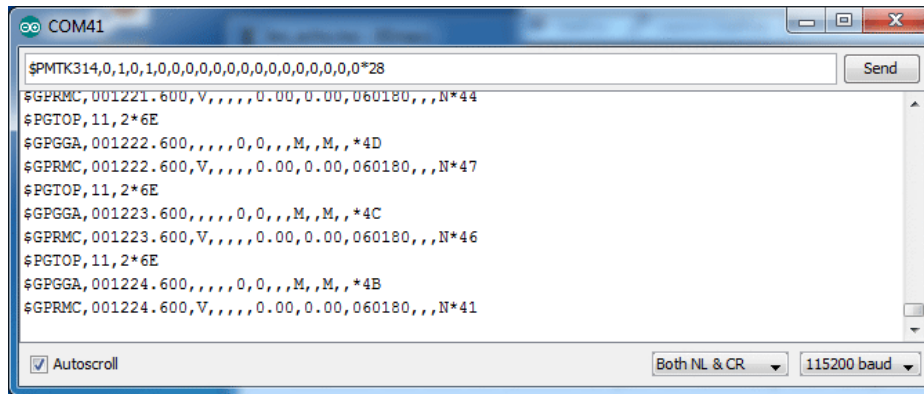 COM41
$PMTK314,0,1,0,1,0,0,0,0,0,0,0,0,0,0,0,0,0,0,0*28
Send
$GPRMC,001221.600,V,,,,,0.00,0.00,060180,,,N*44
$PGTOP,11,2*6E
$GPGGA,001222.600,,,,,0,0,,,M,,M,,*4D
$GPRMC,001222.600,V,,,,,0.00,0.00,060180,,,N*47
$PGTOP,11,2*6E
$GPGGA,001223.600,,,,,0,0,,,M,,M,,*4C
$GPRMC,001223.600,V,,,,,0.00,0.00,060180,,,N*46
$PGTOP,11,2*6E
$GPGGA,001224.600,,,,,0,0,,,M,,M,,*4B
$GPRMC,001224.600,V,,,,,0.00,0.00,060180,,,N*41
Autoscroll
Both NL & CR
115200 baud